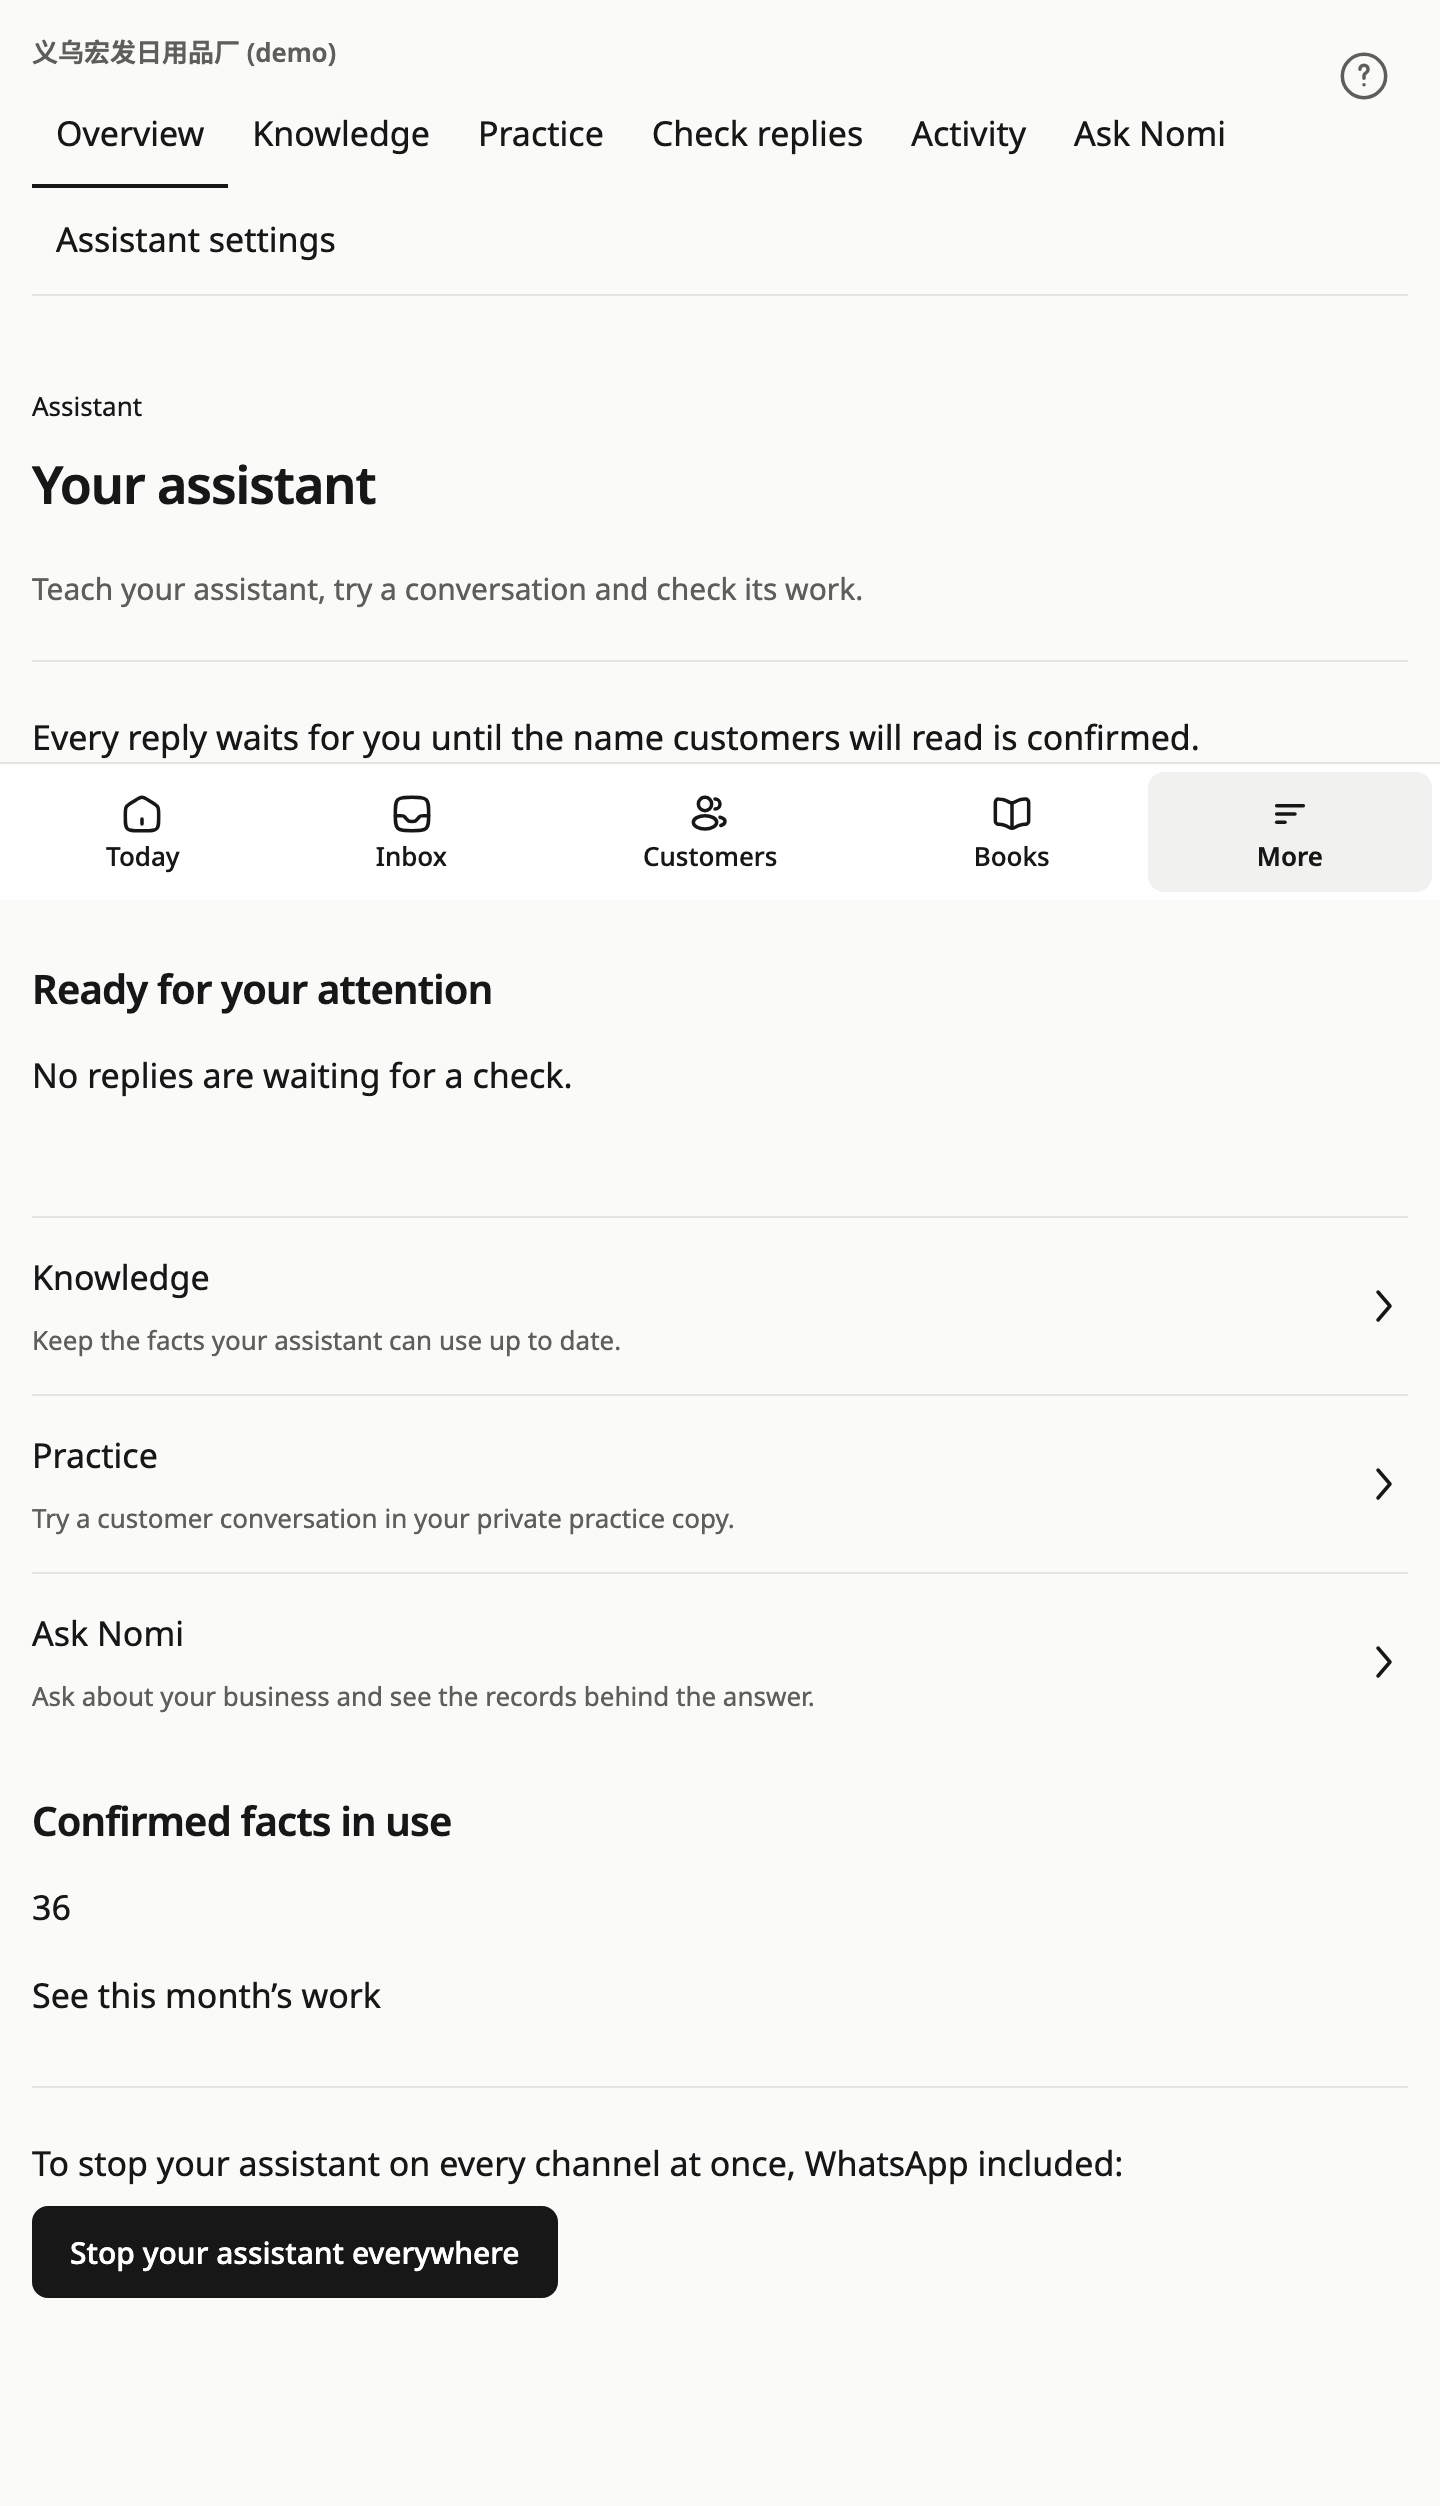 义乌宏发日用品厂 (demo)
Overview Knowledge Practice Check replies Activity Ask Nomi
Assistant settings
Assistant
Your assistant
Teach your assistant, try a conversation and check its work.
Every reply waits for you until the name customers will read is confirmed.
Today Inbox Customers Books More
Ready for your attention
No replies are waiting for a check.
Knowledge
Keep the facts your assistant can use up to date.
Practice
Try a customer conversation in your private practice copy.
Ask Nomi
Ask about your business and see the records behind the answer.
Confirmed facts in use
36
See this month’s work
To stop your assistant on every channel at once, WhatsApp included:
Stop your assistant everywhere